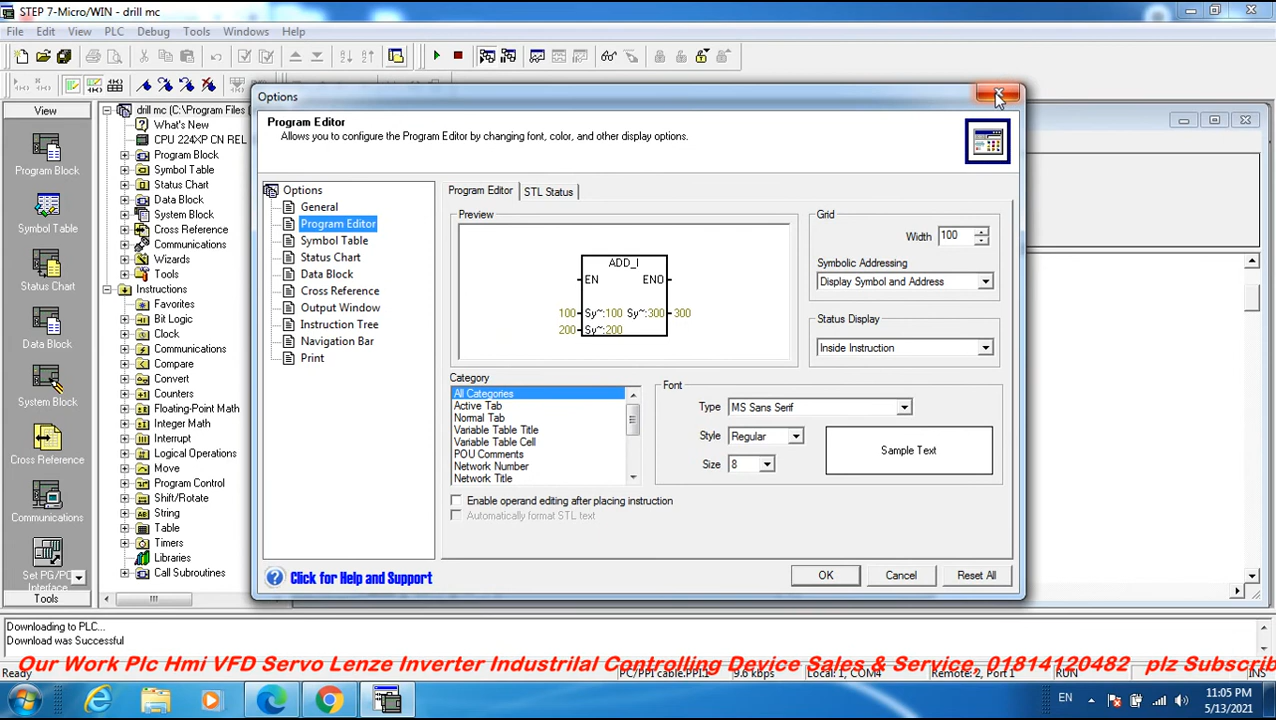 STEP 7-Micro/WIN - drill mc
File Edit View PLC Debug Tools Windows Help
View
Program Block
Symbol Table
Status Chart
Data Block
System Block
Cross Reference
Communications
Set PG/PC
Interface
Tools
drill mc (C:\Program Files (
What's New
CPU 224XP CN REL
Program Block
Symbol Table
Status Chart
Data Block
System Block
Cross Reference
Communications
Wizards
Tools
Instructions
Favorites
Bit Logic
Clock
Communications
Compare
Convert
Counters
Floating-Point Math
Integer Math
Interrupt
Logical Operations
Move
Program Control
Shift/Rotate
String
Table
Timers
Libraries
Call Subroutines
Options
Program Editor
Allows you to configure the Program Editor by changing font, color, and other display options.
Options
General
Program Editor
Symbol Table
Status Chart
Data Block
Cross Reference
Output Window
Instruction Tree
Navigation Bar
Print
Program Editor STL Status
Preview
ADD_I
EN ENO
100 Sy~:100 Sy~:300 300
200 Sy~:200
Grid
Width 100
Symbolic Addressing
Display Symbol and Address
Status Display
Inside Instruction
Category
All Categories
Active Tab
Normal Tab
Variable Table Title
Variable Table Cell
POU Comments
Network Number
Network Title
Font
Type MS Sans Serif
Style Regular
Size 8
Sample Text
Enable operand editing after placing instruction
Automatically format STL text
Click for Help and Support
OK Cancel Reset All
Downloading to PLC...
Download was Successful
Our Work Plc Hmi VFD Servo Lenze Inverter Industrilal Controlling Device Sales & Service, 01814120482 plz Subscrib
Ready PC/PPI cable.PPI.1 9.6 kbps Local: 1, COM4 Remote: 2, Port 1 RUN INS
EN
11:05 PM
5/13/2021